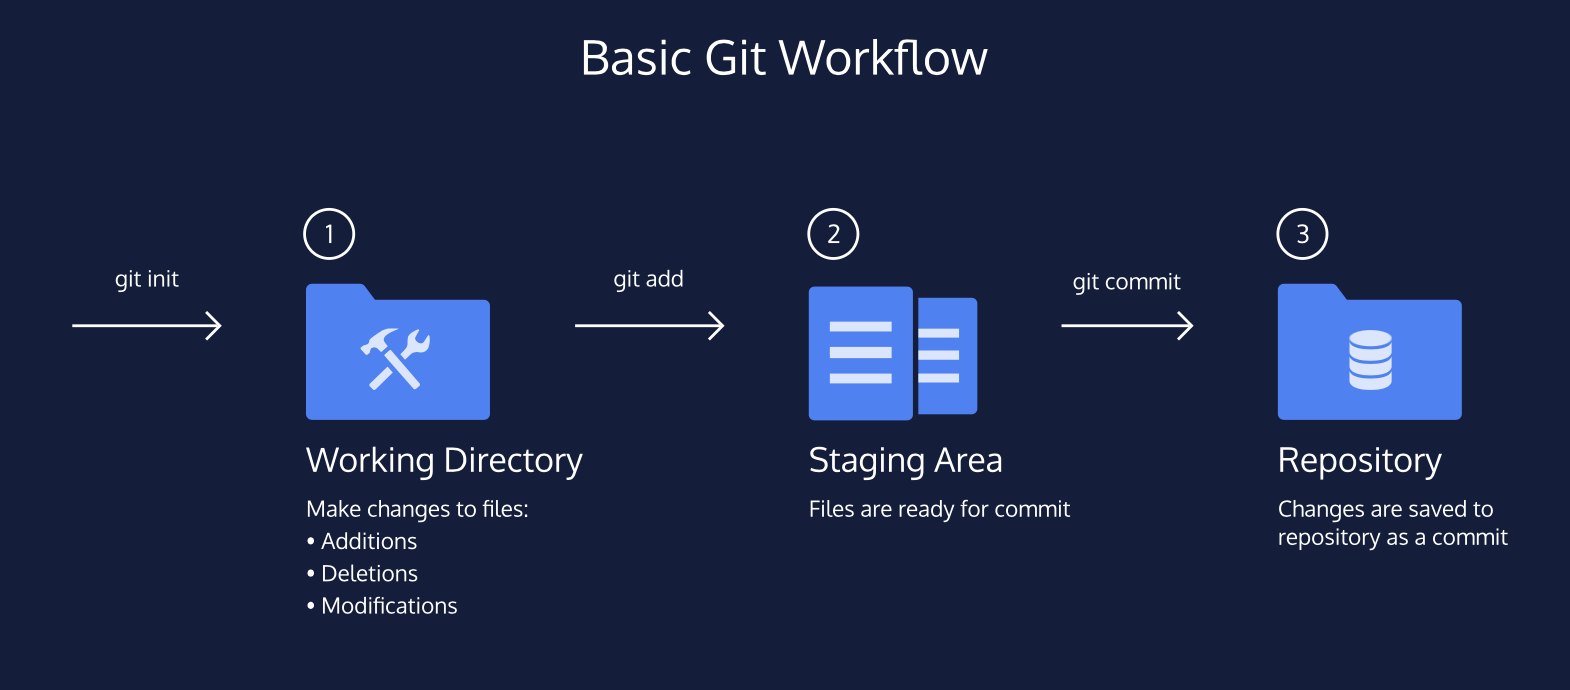 Basic Git Workflow
git init
1
Working Directory
Make changes to files:
• Additions
• Deletions
• Modifications
git add
2
Staging Area
Files are ready for commit
git commit
3
Repository
Changes are saved to
repository as a commit